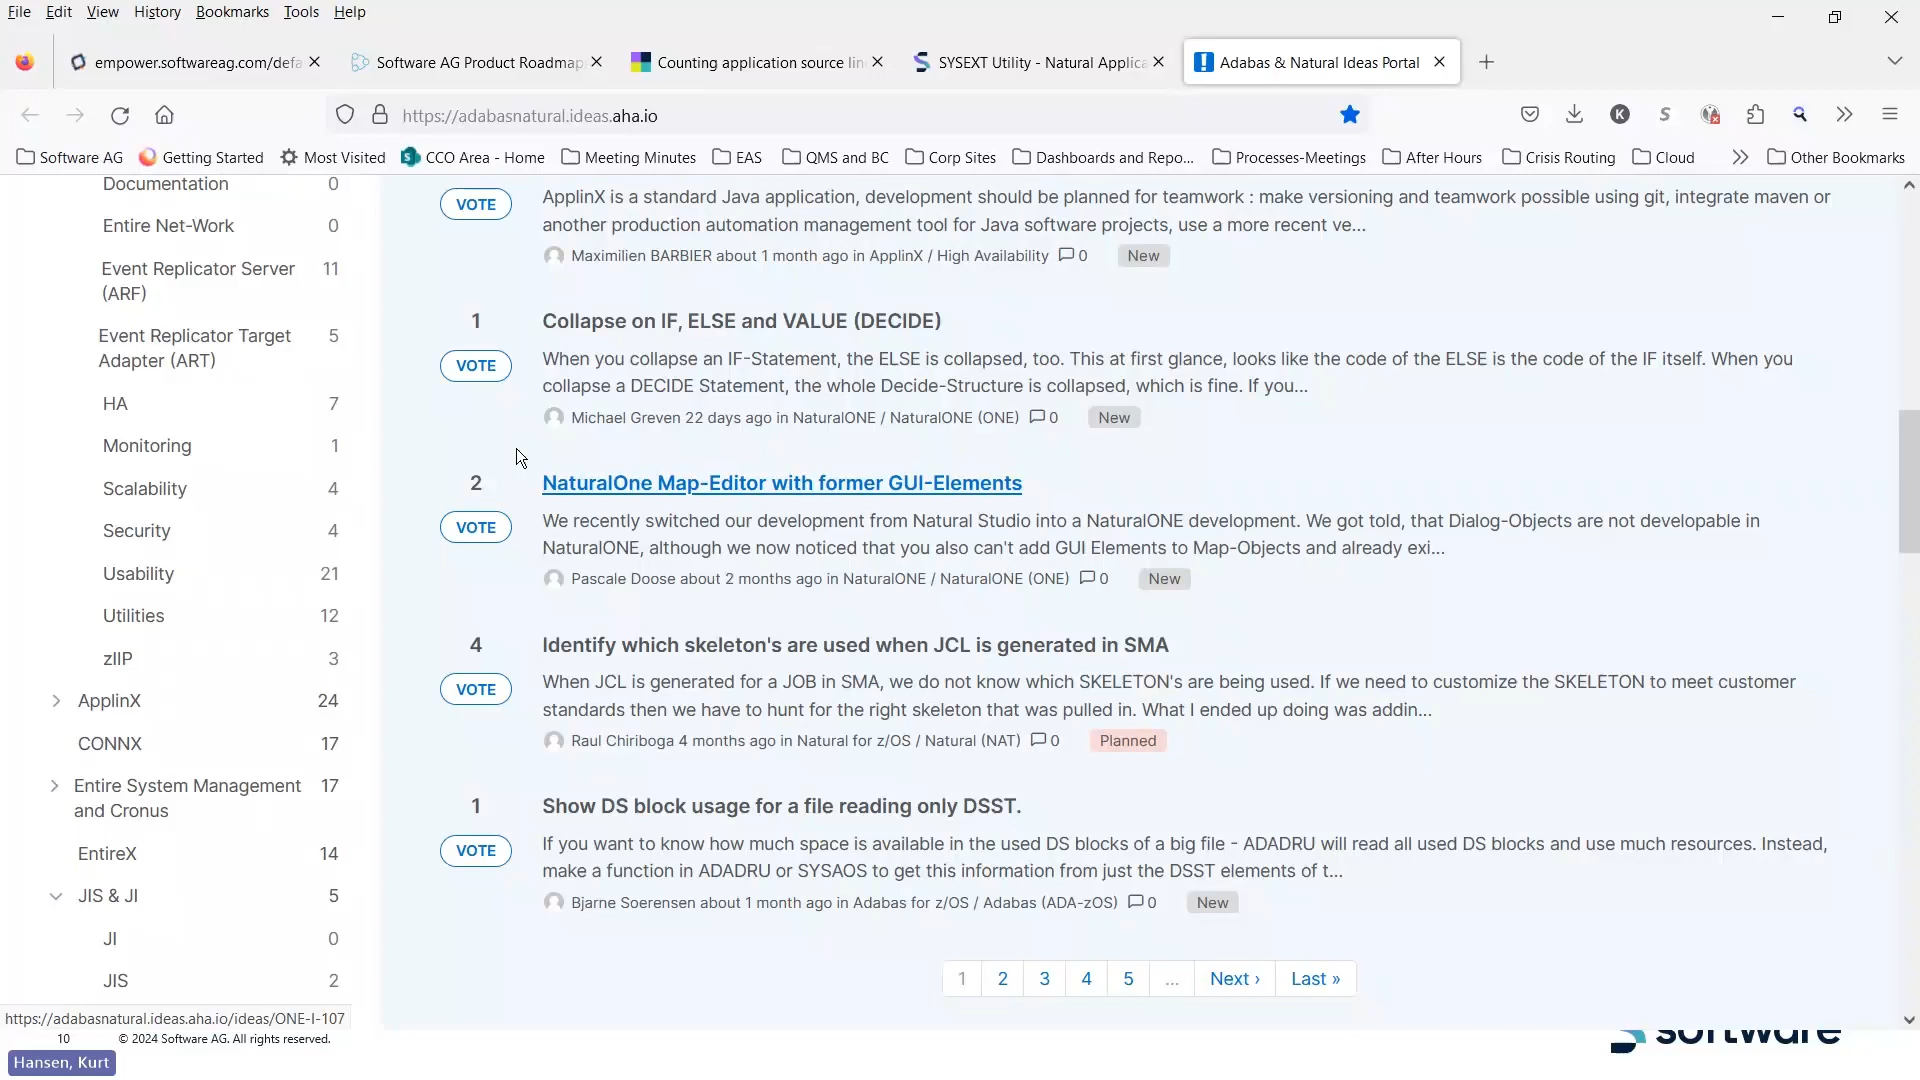 File Edit View History Bookmarks Tools Help
empower.softwareag.com/defa Software AG Product Roadmap Counting application source lin SYSEXT Utility - Natural Applica Adabas & Natural Ideas Portal
https://adabasnatural.ideas.aha.io
Software AG Getting Started Most Visited CCO Area - Home Meeting Minutes EAS QMS and BC Corp Sites Dashboards and Repo... Processes-Meetings After Hours Crisis Routing Cloud Other Bookmarks
Documentation 0
Entire Net-Work 0
Event Replicator Server 11
(ARF)
Event Replicator Target 5
Adapter (ART)
HA 7
Monitoring 1
Scalability 4
Security 4
Usability 21
Utilities 12
zIIP 3
ApplinX 24
CONNX 17
Entire System Management 17
and Cronus
EntireX 14
JIS & JI 5
JI 0
JIS 2
VOTE
ApplinX is a standard Java application, development should be planned for teamwork : make versioning and teamwork possible using git, integrate maven or
another production automation management tool for Java software projects, use a more recent ve...
Maximilien BARBIER about 1 month ago in ApplinX / High Availability 0 New
1 Collapse on IF, ELSE and VALUE (DECIDE)
VOTE
When you collapse an IF-Statement, the ELSE is collapsed, too. This at first glance, looks like the code of the ELSE is the code of the IF itself. When you
collapse a DECIDE Statement, the whole Decide-Structure is collapsed, which is fine. If you...
Michael Greven 22 days ago in NaturalONE / NaturalONE (ONE) 0 New
2 NaturalOne Map-Editor with former GUI-Elements
VOTE
We recently switched our development from Natural Studio into a NaturalONE development. We got told, that Dialog-Objects are not developable in
NaturalONE, although we now noticed that you also can't add GUI Elements to Map-Objects and already exi...
Pascale Doose about 2 months ago in NaturalONE / NaturalONE (ONE) 0 New
4 Identify which skeleton's are used when JCL is generated in SMA
VOTE
When JCL is generated for a JOB in SMA, we do not know which SKELETON's are being used. If we need to customize the SKELETON to meet customer
standards then we have to hunt for the right skeleton that was pulled in. What I ended up doing was addin...
Raul Chiriboga 4 months ago in Natural for z/OS / Natural (NAT) 0 Planned
1 Show DS block usage for a file reading only DSST.
VOTE
If you want to know how much space is available in the used DS blocks of a big file - ADADRU will read all used DS blocks and use much resources. Instead,
make a function in ADADRU or SYSAOS to get this information from just the DSST elements of t...
Bjarne Soerensen about 1 month ago in Adabas for z/OS / Adabas (ADA-zOS) 0 New
1 2 3 4 5 ... Next › Last »
https://adabasnatural.ideas.aha.io/ideas/ONE-I-107
10 © 2024 Software AG. All rights reserved.
software
Hansen, Kurt